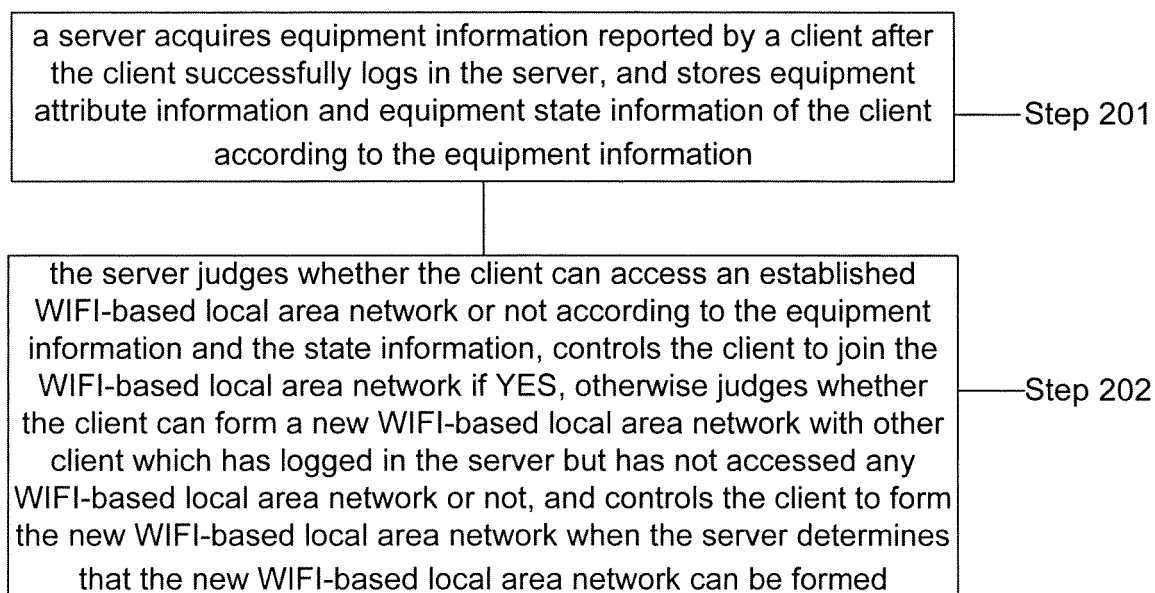 a server acquires equipment information reported by a client after
the client successfully logs in the server, and stores equipment
attribute information and equipment state information of the client
according to the equipment information
Step 201
the server judges whether the client can access an established
WIFI-based local area network or not according to the equipment
information and the state information, controls the client to join the
WIFI-based local area network if YES, otherwise judges whether
the client can form a new WIFI-based local area network with other
client which has logged in the server but has not accessed any
WIFI-based local area network or not, and controls the client to form
the new WIFI-based local area network when the server determines
that the new WIFI-based local area network can be formed
Step 202